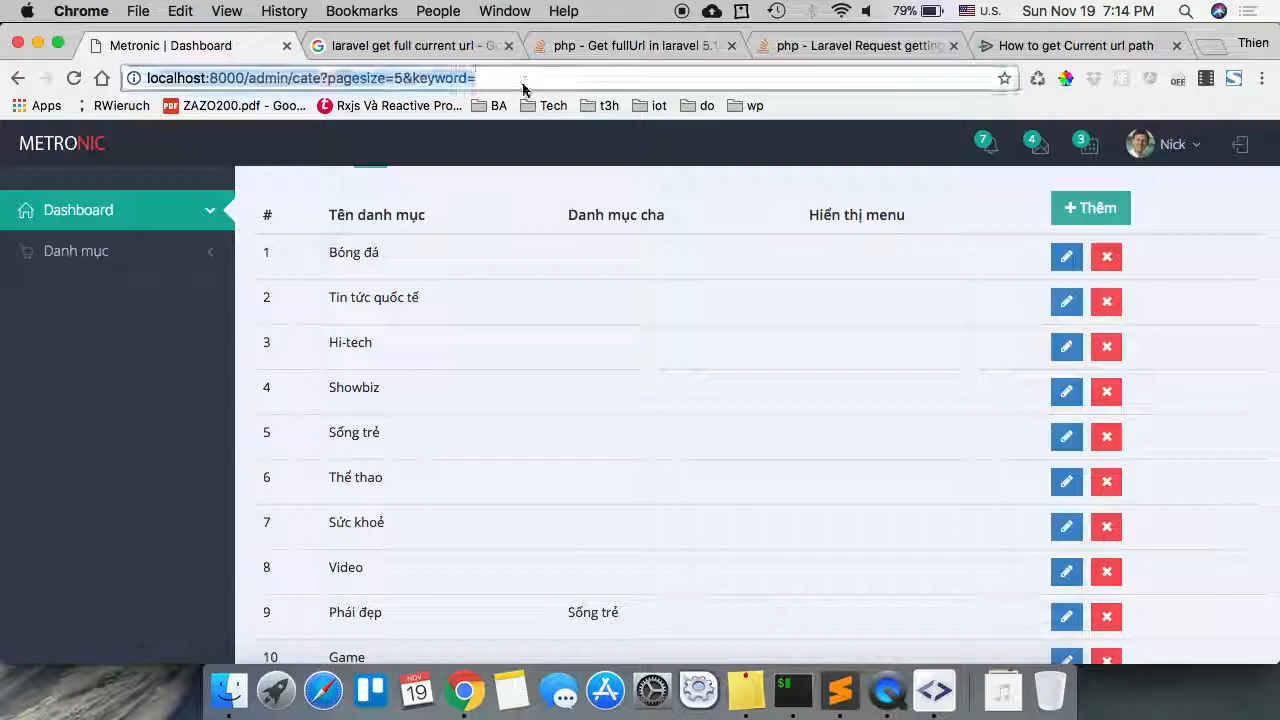 Chrome File Edit View History Bookmarks People Window Help 79% U.S. Sun Nov 19 7:14 PM
Metronic | Dashboard laravel get full current url - Go php - Get fullUrl in laravel 5.1 php - Laravel Request getting How to get Current url path Thien
localhost:8000/admin/cate?pagesize=5&keyword= OFF
Apps RWieruch ZAZO200.pdf - Goo... Rxjs Và Reactive Pro... BA Tech t3h iot do wp
METRONIC 7 4 3 Nick
Dashboard
Danh mục
# Tên danh mục Danh mục cha Hiển thị menu Thêm
1 Bóng đá
2 Tin tức quốc tế
3 Hi-tech
4 Showbiz
5 Sống trẻ
6 Thể thao
7 Sức khoẻ
8 Video
9 Phái đẹp Sống trẻ
10 Game
NOV
19